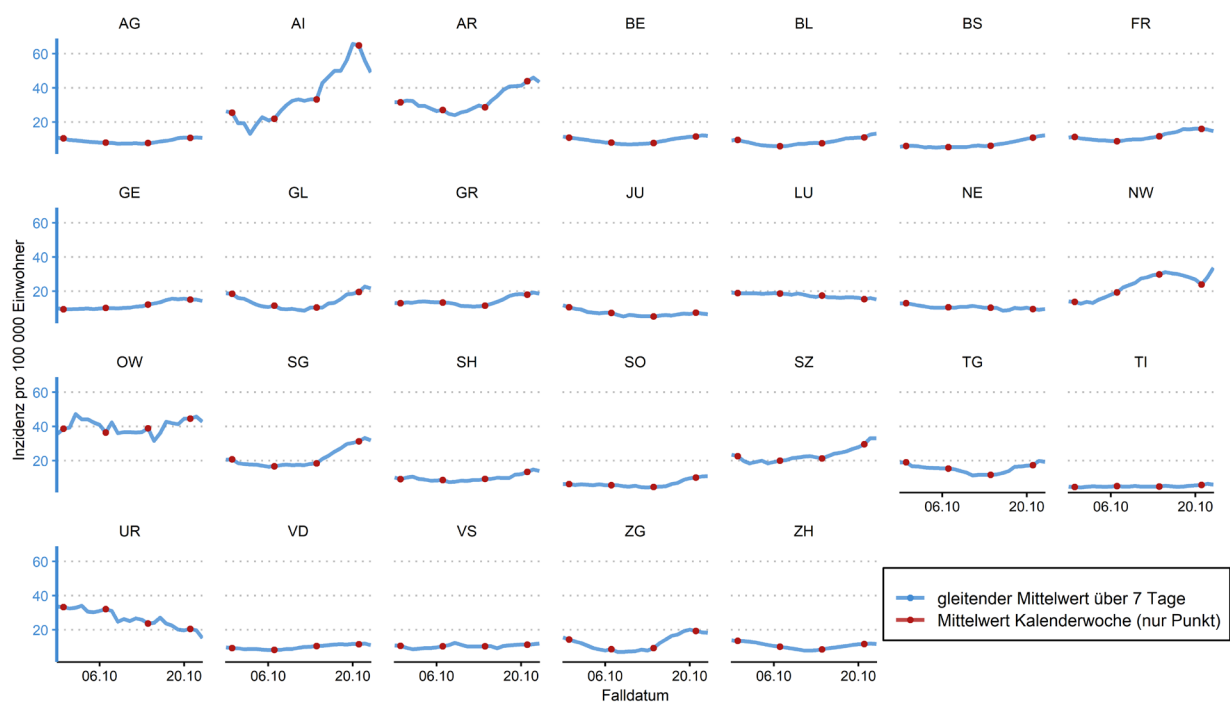 AG AI AR BE BL BS FR
60
40
20
GE GL GR JU LU NE NW
60
40
20
OW SG SH SO SZ TG TI
60
40
20
06.10 20.10 06.10 20.10
UR VD VS ZG ZH
60
40
20
06.10 20.10 06.10 20.10 06.10 20.10 06.10 20.10 06.10 20.10
Inzidenz pro 100 000 Einwohner
Falldatum
gleitender Mittelwert über 7 Tage
Mittelwert Kalenderwoche (nur Punkt)